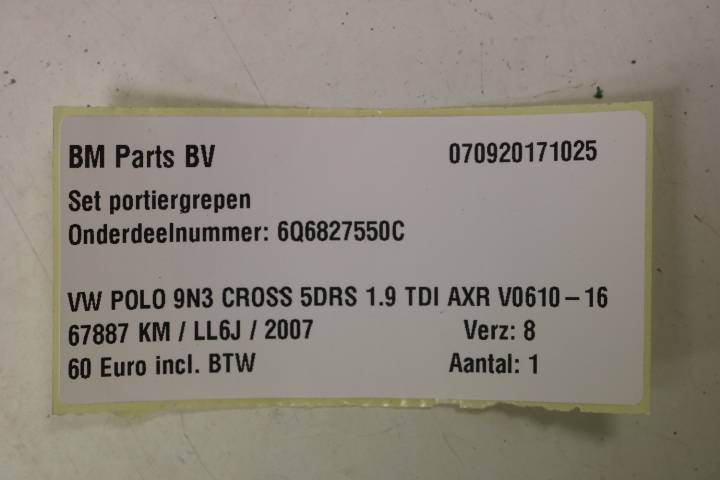 BM Parts BV 070920171025
Set portiergrepen
Onderdeelnummer: 6Q6827550C
VW POLO 9N3 CROSS 5DRS 1.9 TDI AXR V0610-16
67887 KM / LL6J / 2007 Verz: 8
60 Euro incl. BTW Aantal: 1